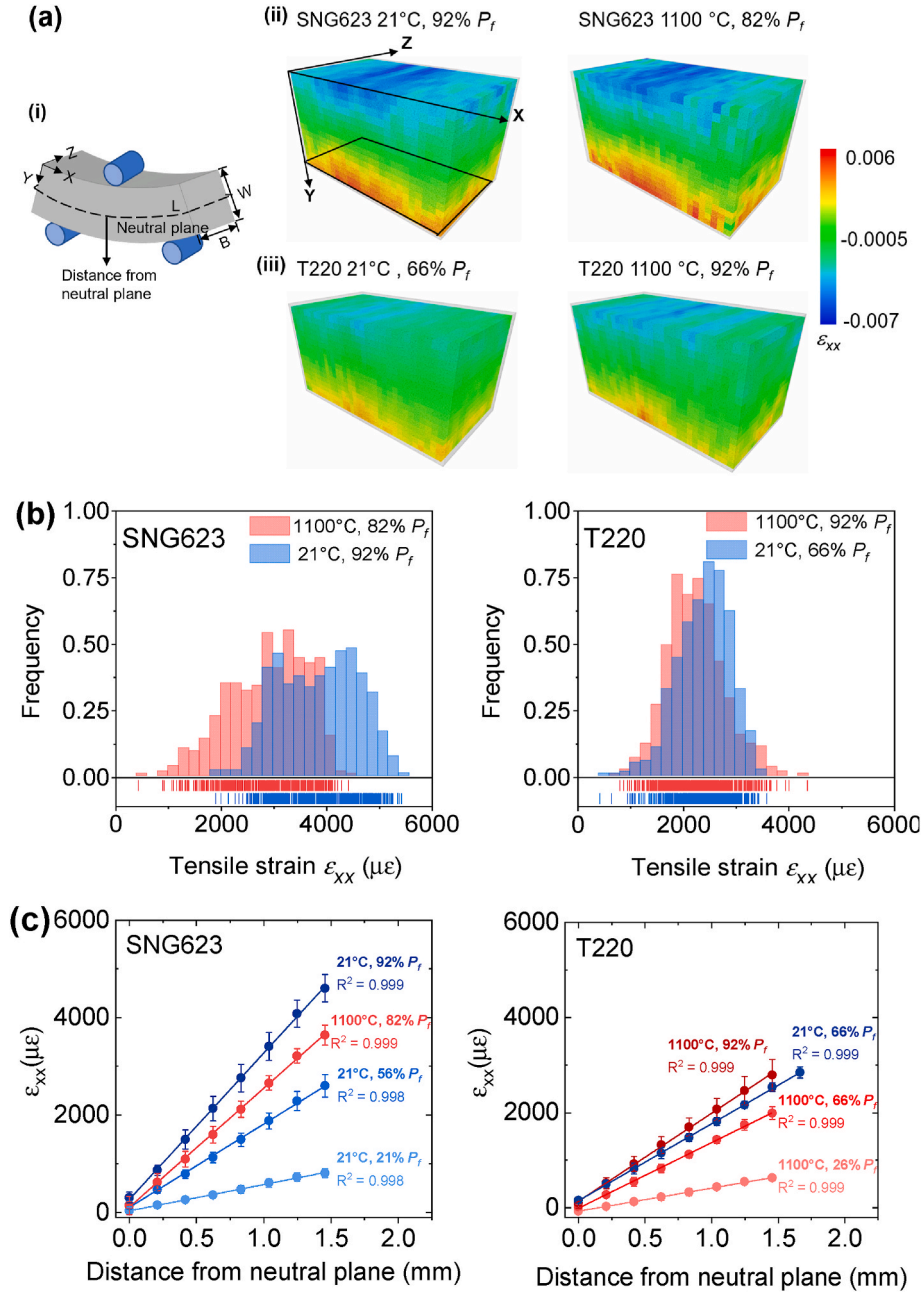 (a)
(i)
Z
X
Y
L
W
B
Neutral plane
Distance from
neutral plane
(ii)
SNG623 21°C, 92% Pf
SNG623 1100 °C, 82% Pf
Z
X
Y
(iii)
T220 21°C , 66% Pf
T220 1100 °C, 92% Pf
0.006
-0.0005
-0.007
εxx
(b)
SNG623
1100°C, 82% Pf
21°C, 92% Pf
Frequency
1.00
0.75
0.50
0.25
0.00
0
2000
4000
6000
Tensile strain εxx (με)
T220
1100°C, 92% Pf
21°C, 66% Pf
Frequency
1.00
0.75
0.50
0.25
0.00
0
2000
4000
6000
Tensile strain εxx (με)
(c)
SNG623
εxx(με)
6000
4000
2000
0
21°C, 92% Pf
R2 = 0.999
1100°C, 82% Pf
R2 = 0.999
21°C, 56% Pf
R2 = 0.998
21°C, 21% Pf
R2 = 0.998
0.0
0.5
1.0
1.5
2.0
Distance from neutral plane (mm)
T220
εxx(με)
6000
4000
2000
0
1100°C, 92% Pf
R2 = 0.999
21°C, 66% Pf
R2 = 0.999
1100°C, 66% Pf
R2 = 0.999
1100°C, 26% Pf
R2 = 0.999
0.0
0.5
1.0
1.5
2.0
Distance from neutral plane (mm)